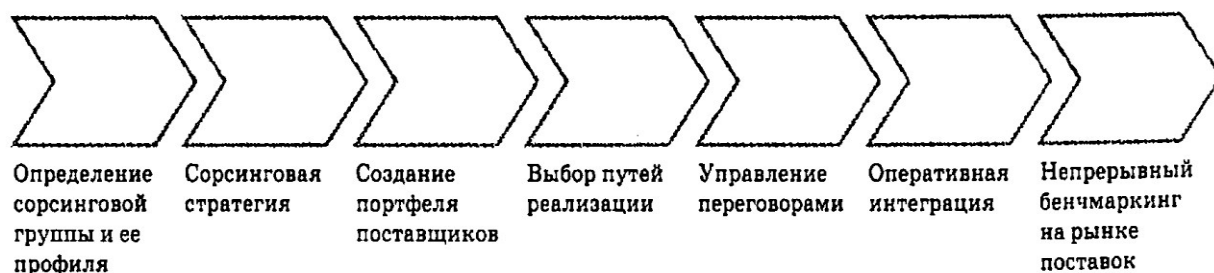 Определение
сорсинговой
группы и ее
профиля
Сорсинговая
стратегия
Создание
портфеля
поставщиков
Выбор путей
реализации
Управление
переговорами
Оперативная
интеграция
Непрерывный
бенчмаркинг
на рынке
поставок